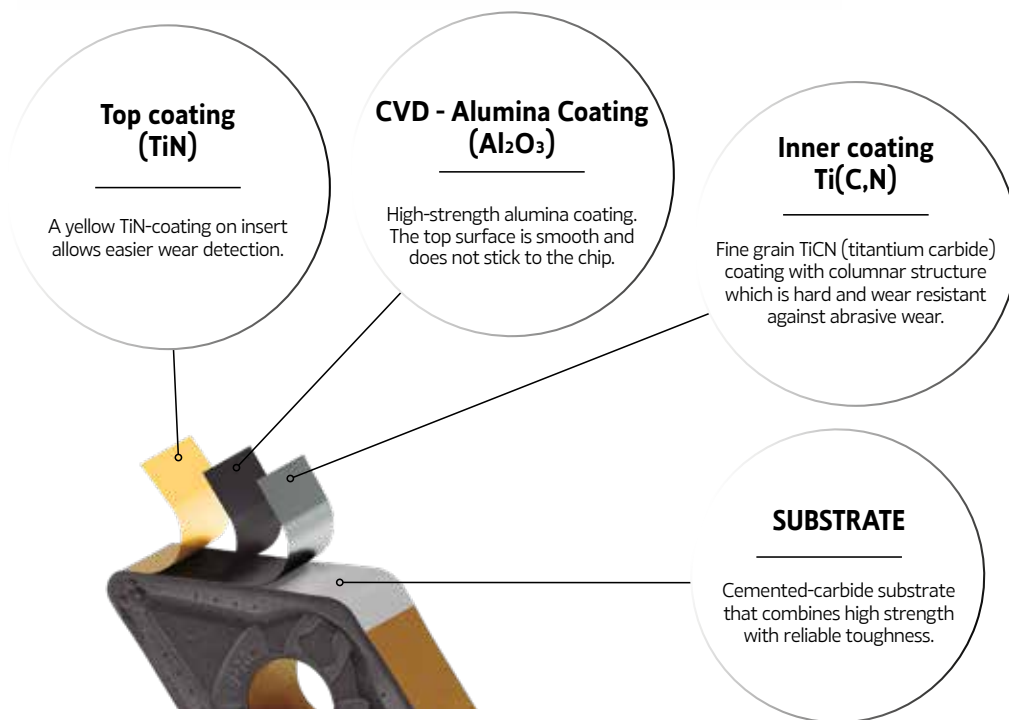 Top coating
(TiN)
A yellow TiN-coating on insert
allows easier wear detection.
CVD - Alumina Coating
(Al₂O₃)
High-strength alumina coating.
The top surface is smooth and
does not stick to the chip.
Inner coating
Ti(C,N)
Fine grain TiCN (titantium carbide)
coating with columnar structure
which is hard and wear resistant
against abrasive wear.
SUBSTRATE
Cemented-carbide substrate
that combines high strength
with reliable toughness.